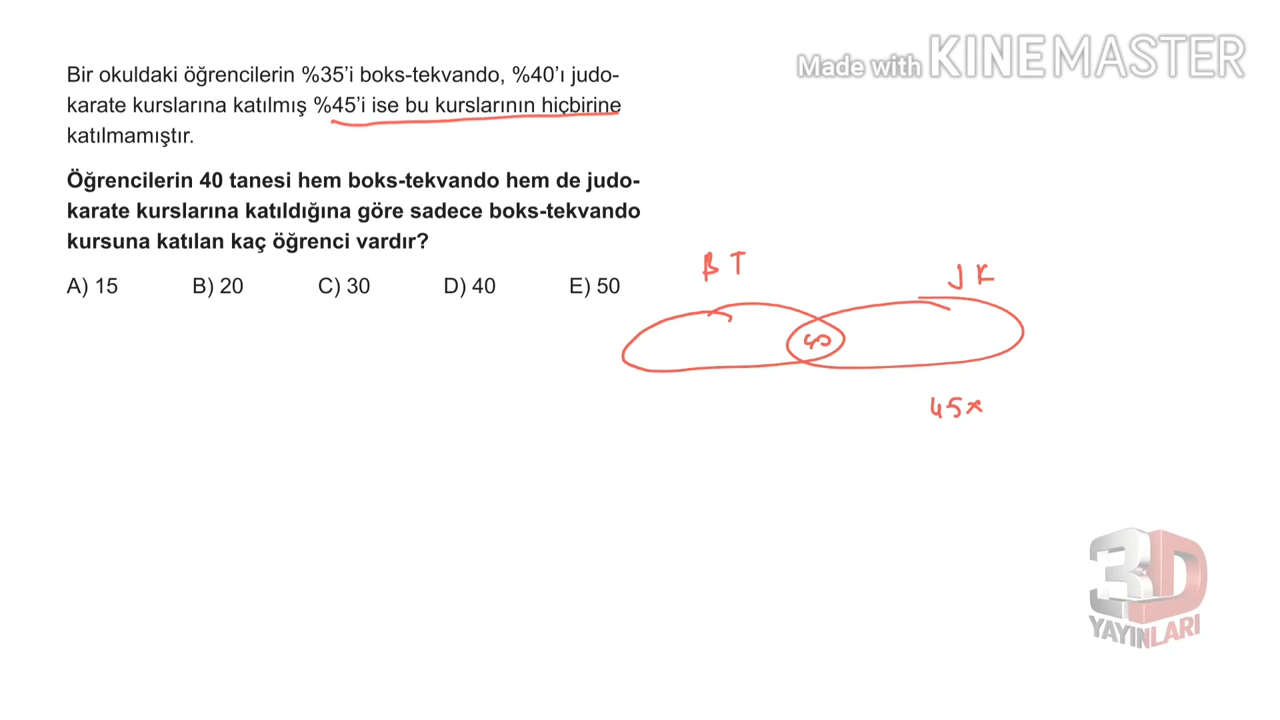 Made with KINEMASTER
Bir okuldaki öğrencilerin %35'i boks-tekvando, %40'ı judo-
karate kurslarına katılmış %45'i ise bu kurslarının hiçbirine
katılmamıştır.
Öğrencilerin 40 tanesi hem boks-tekvando hem de judo-
karate kurslarına katıldığına göre sadece boks-tekvando
kursuna katılan kaç öğrenci vardır?
A) 15 B) 20 C) 30 D) 40 E) 50
B T
J K
40
45x
3D
YAYINLARI